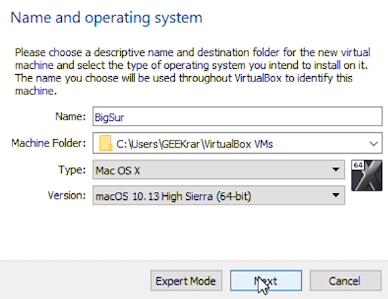 Name and operating system
Please choose a descriptive name and destination folder for the new virtual
machine and select the type of operating system you intend to install on it.
The name you choose will be used throughout VirtualBox to identify this
machine.
Name: BigSur
Machine Folder: C:\Users\GEEKrar\VirtualBox VMs
Type: Mac OS X
64
Version: macOS 10.13 High Sierra (64-bit)
Expert Mode Next Cancel